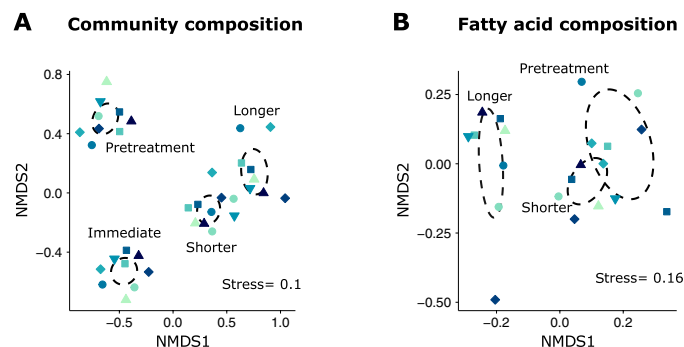 A Community composition
0.8
0.4
0.0
−0.4
NMDS2
Longer
Pretreatment
Immediate
Shorter
Stress= 0.1
−0.5 0.0 0.5 1.0
NMDS1
B Fatty acid composition
0.25
0.00
−0.25
−0.50
NMDS2
Pretreatment
Longer
Shorter
Stress= 0.16
−0.2 0.0 0.2
NMDS1